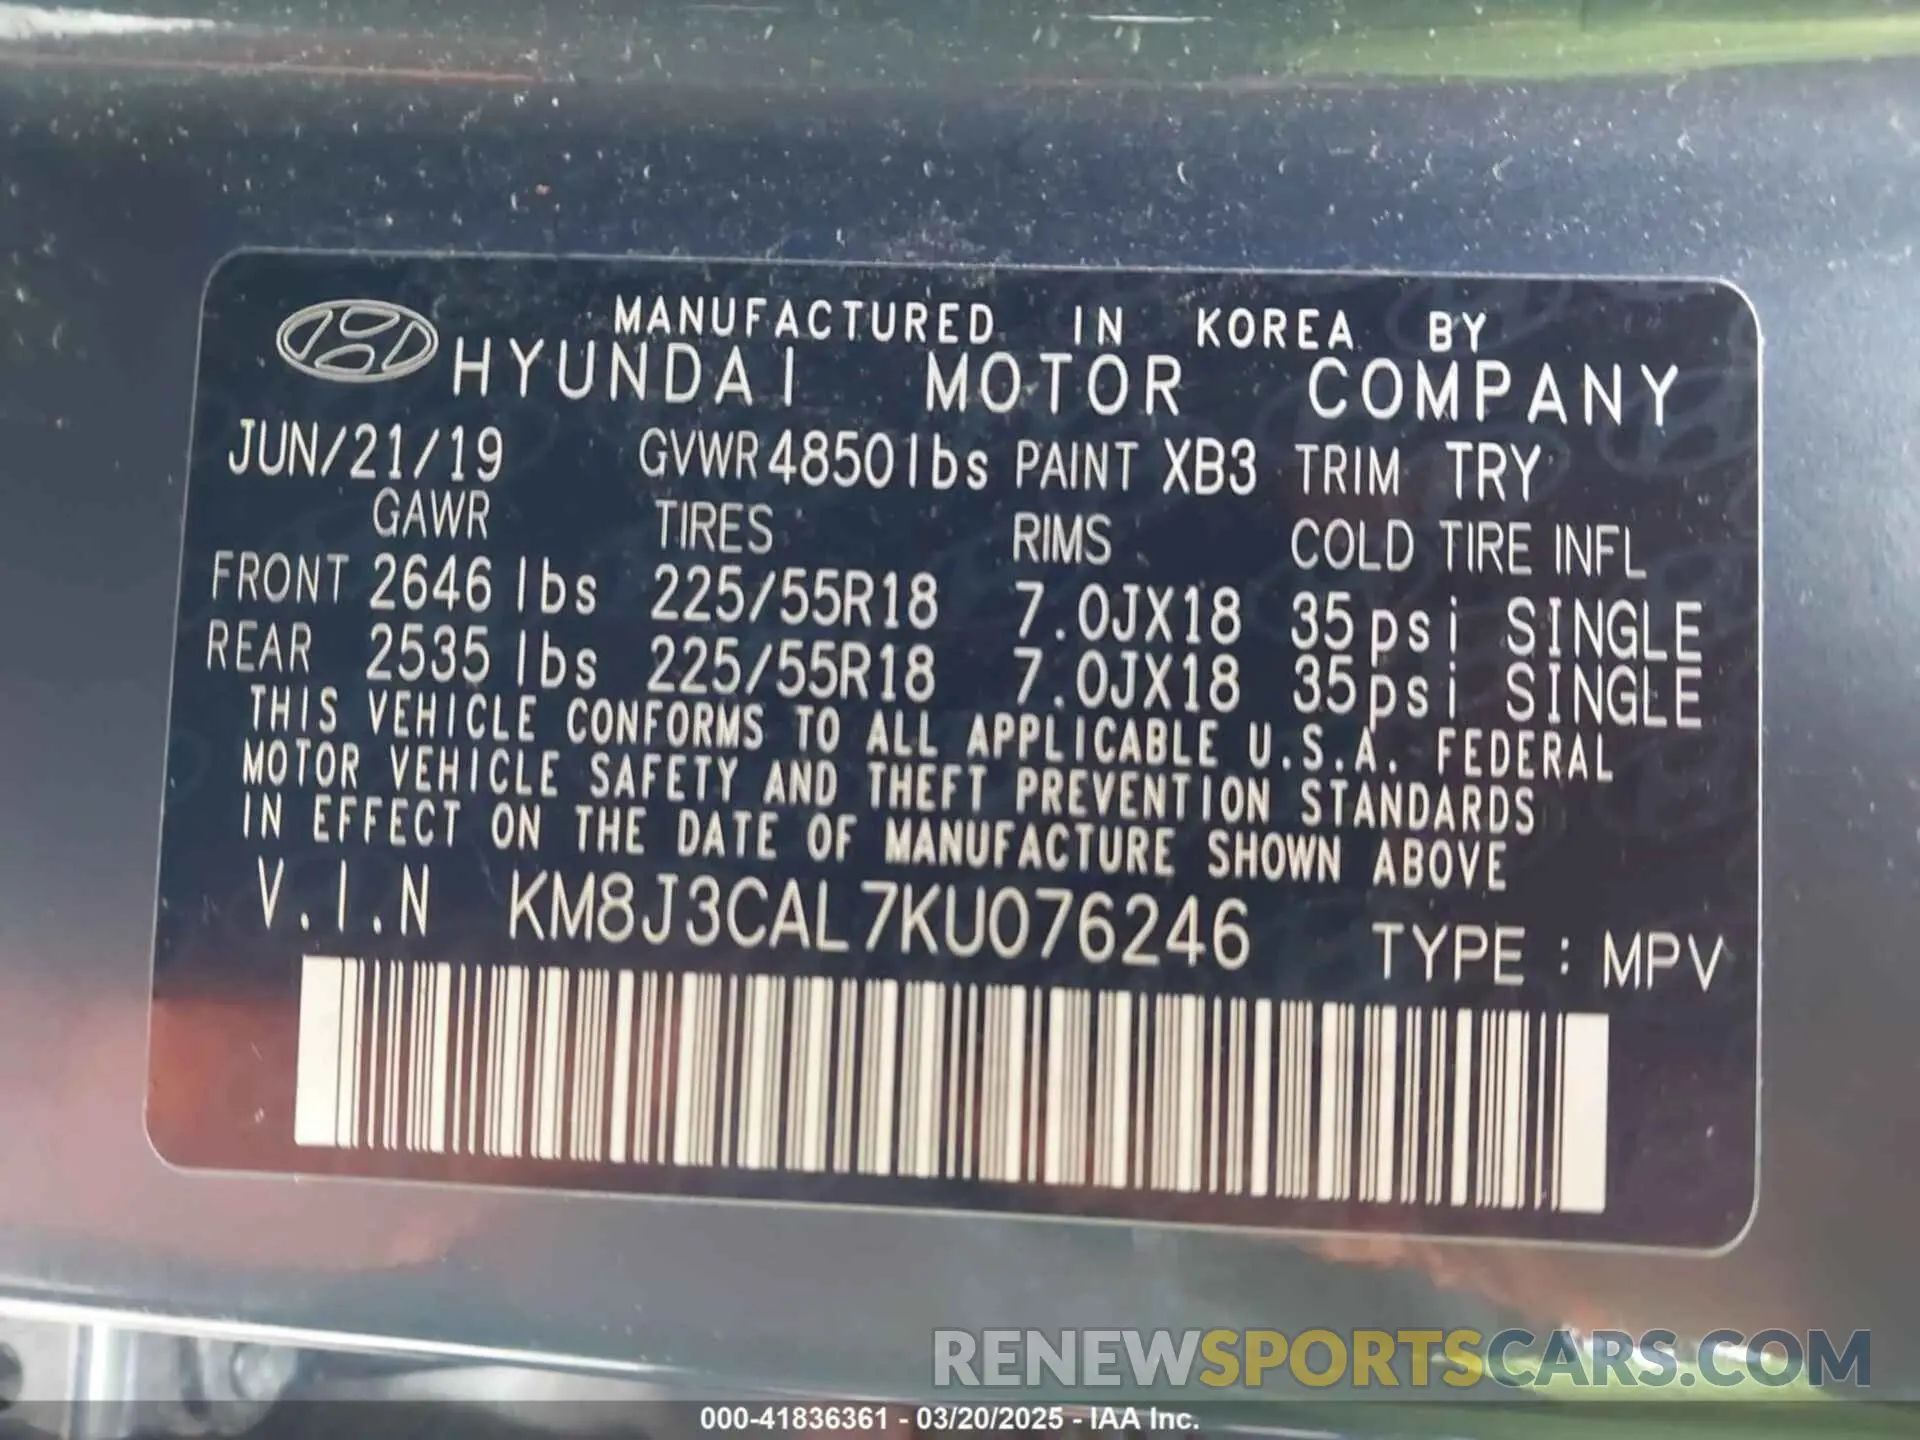 MANUFACTURED IN KOREA BY
HYUNDAI MOTOR COMPANY
JUN/21/19 GVWR 4850lbs PAINT XB3 TRIM TRY
GAWR TIRES RIMS COLD TIRE INFL
FRONT 2646 lbs 225/55R18 7.0JX18 35psi SINGLE
REAR 2535 lbs 225/55R18 7.0JX18 35psi SINGLE
THIS VEHICLE CONFORMS TO ALL APPLICABLE U.S.A. FEDERAL
MOTOR VEHICLE SAFETY AND THEFT PREVENTION STANDARDS
IN EFFECT ON THE DATE OF MANUFACTURE SHOWN ABOVE
V.I.N KM8J3CAL7KU076246 TYPE : MPV
RENEWSPORTSCARS.COM
000-41836361 - 03/20/2025 - IAA Inc.